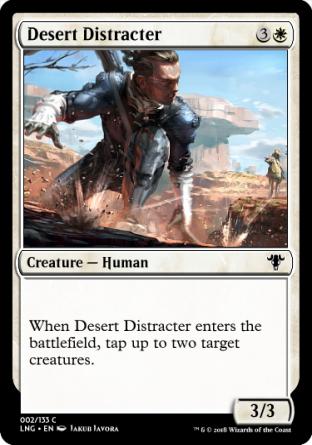 Desert Distracter 3
Creature — Human
When Desert Distracter enters the
battlefield, tap up to two target
creatures.
3/3
002/133 C
LNG • EN JAKUB JAVORA
™ & © 2018 Wizards of the Coast